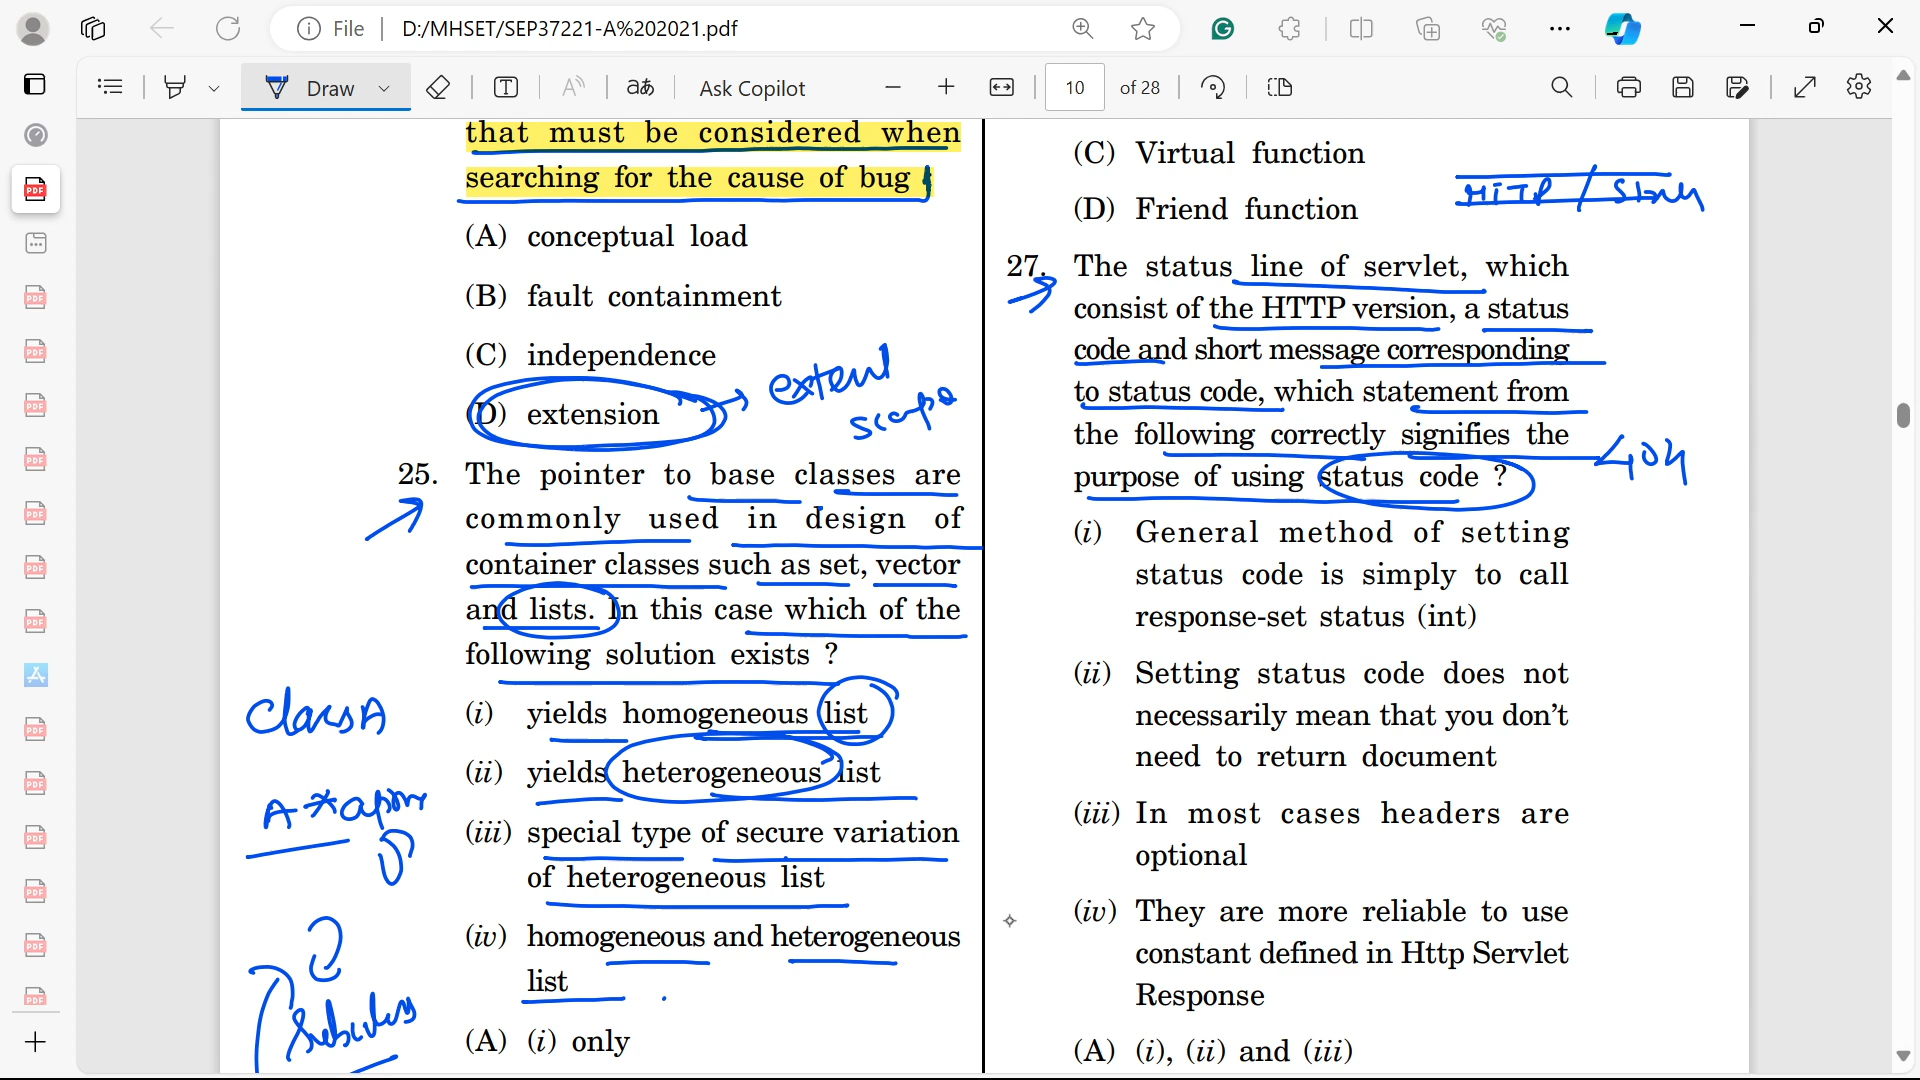 File
D:/MHSET/SEP37221-A%202021.pdf
Draw
Ask Copilot
10
of 28
that must be considered when
searching for the cause of bug
(A) conceptual load
(B) fault containment
(C) independence
(D) extension
extend
scope
25. The pointer to base classes are
commonly used in design of
container classes such as set, vector
and lists. In this case which of the
following solution exists ?
(i) yields homogeneous list
(ii) yields heterogeneous list
(iii) special type of secure variation
of heterogeneous list
(iv) homogeneous and heterogeneous
list
(A) (i) only
class A
(C) Virtual function
(D) Friend function
27. The status line of servlet, which
consist of the HTTP version, a status
code and short message corresponding
to status code, which statement from
the following correctly signifies the
purpose of using status code ?
404
(i) General method of setting
status code is simply to call
response-set status (int)
(ii) Setting status code does not
necessarily mean that you don't
need to return document
(iii) In most cases headers are
optional
(iv) They are more reliable to use
constant defined in Http Servlet
Response
(A) (i), (ii) and (iii)